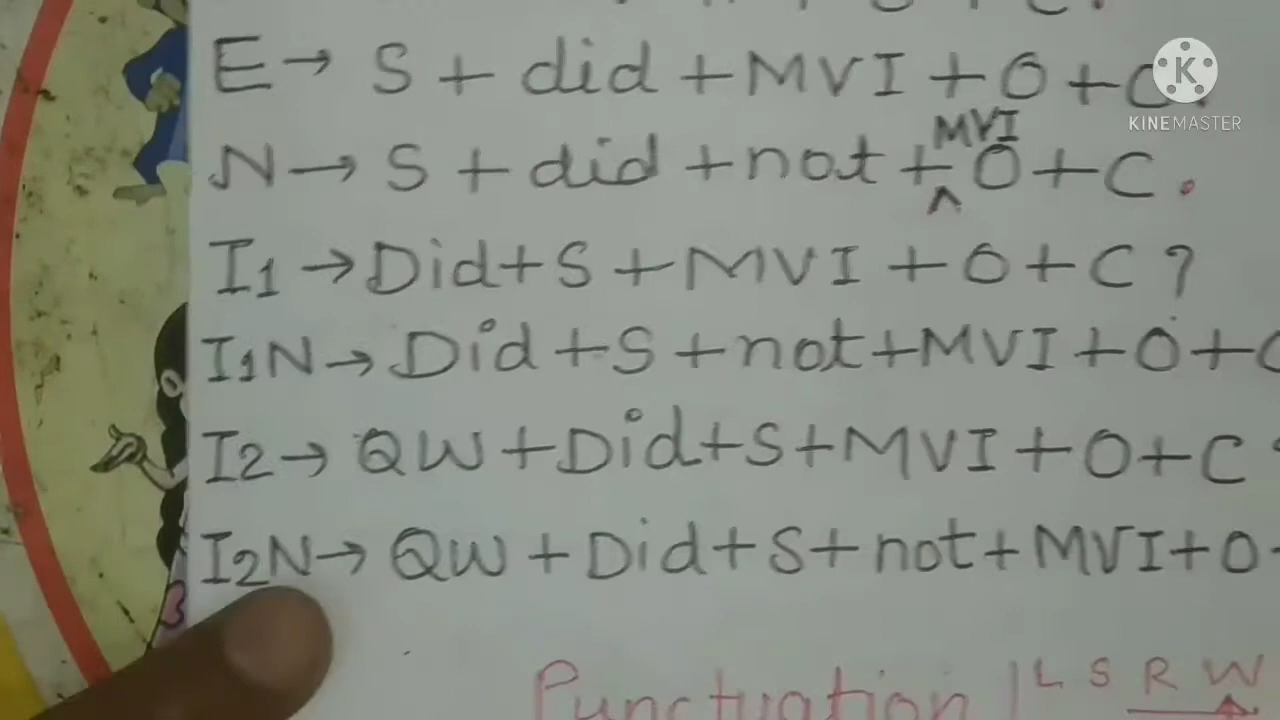 E → S + did + MVI + O + C.
K
KINEMASTER
MVI
N → S + did + not + ^ O + C.
I1 → Did + S + MVI + O + C ?
I1N → Did + S + not + MVI + O + C
I2 → QW + Did + S + MVI + O + C ?
I2N → QW + Did + S + not + MVI + O +
Punctuation | L S R W